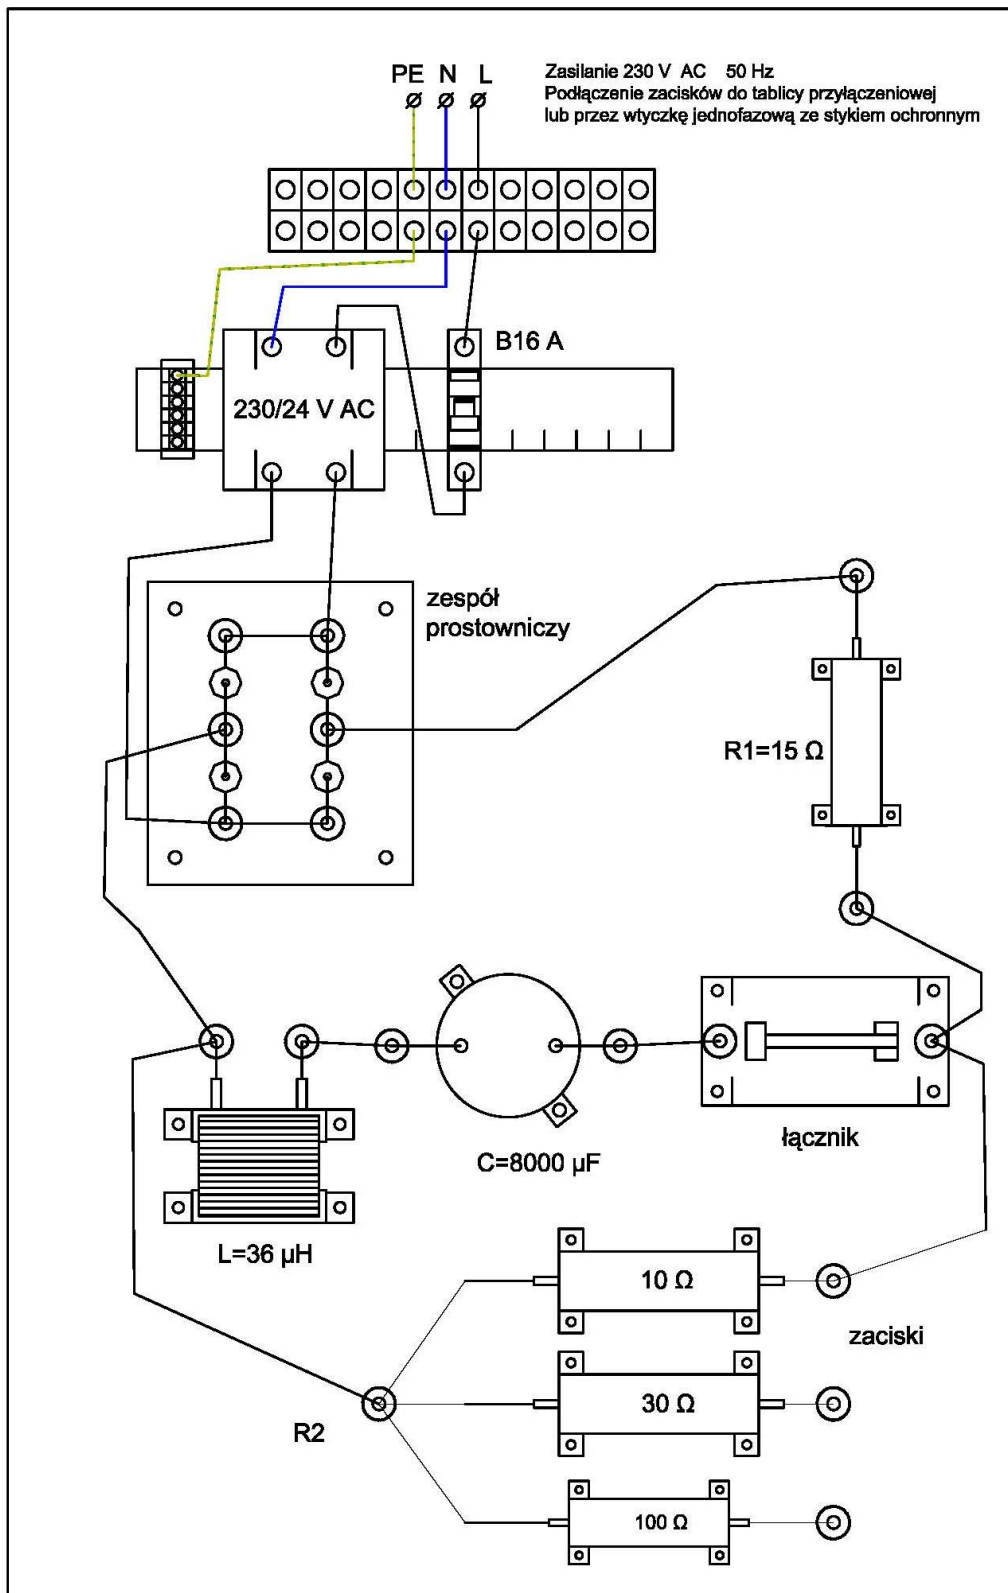 PE N L
Zasilanie 230 V AC 50 Hz
Podłączenie zacisków do tablicy przyłączeniowej
lub przez wtyczkę jednofazową ze stykiem ochronnym
B16 A
230/24 V AC
zespół
prostowniczy
R1=15 Ω
łącznik
C=8000 µF
L=36 µH
10 Ω
zaciski
30 Ω
R2
100 Ω